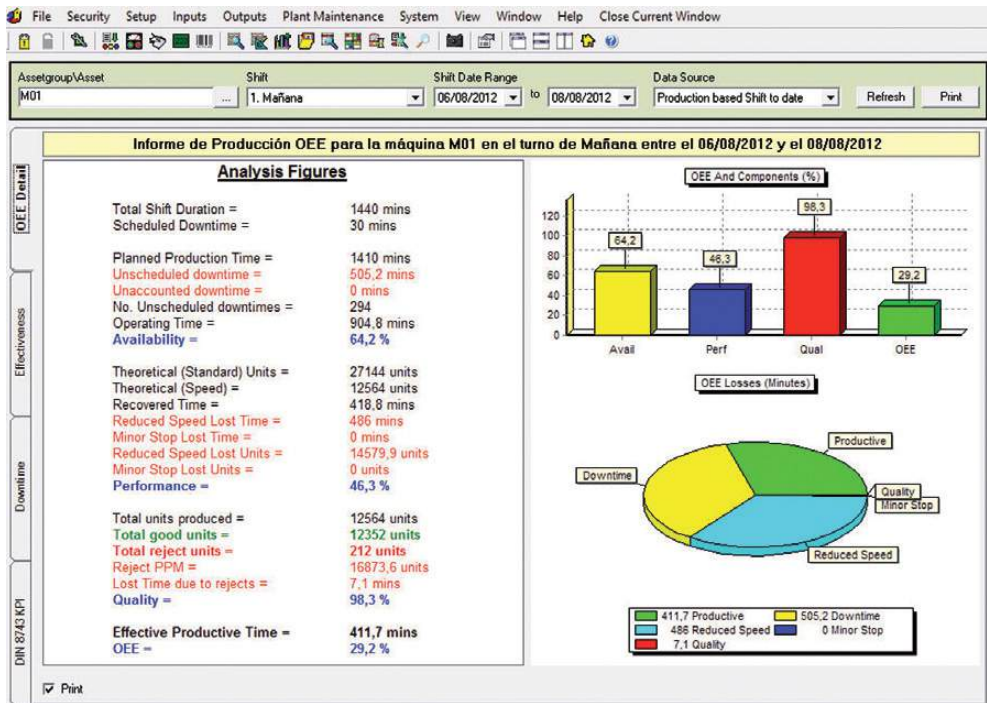 File Security Setup Inputs Outputs Plant Maintenance System View Window Help Close Current Window
Assetgroup\Asset Shift Shift Date Range Data Source
M01 ... 1. Mañana 06/08/2012 to 08/08/2012 Production based Shift to date Refresh Print
Informe de Producción OEE para la máquina M01 en el turno de Mañana entre el 06/08/2012 y el 08/08/2012
OEE Detail
Effectiveness
Downtime
DIN 8743 KPI
Analysis Figures
Total Shift Duration = 1440 mins
Scheduled Downtime = 30 mins
Planned Production Time = 1410 mins
Unscheduled downtime = 505,2 mins
Unaccounted downtime = 0 mins
No. Unscheduled downtimes = 294
Operating Time = 904,8 mins
Availability = 64,2 %
Theoretical (Standard) Units = 27144 units
Theoretical (Speed) = 12564 units
Recovered Time = 418,8 mins
Reduced Speed Lost Time = 486 mins
Minor Stop Lost Time = 0 mins
Reduced Speed Lost Units = 14579,9 units
Minor Stop Lost Units = 0 units
Performance = 46,3 %
Total units produced = 12564 units
Total good units = 12352 units
Total reject units = 212 units
Reject PPM = 16873,6 units
Lost Time due to rejects = 7,1 mins
Quality = 98,3 %
Effective Productive Time = 411,7 mins
OEE = 29,2 %
Print
OEE And Components (%)
120
100
80
60
40
20
0
64,2
46,3
98,3
29,2
Avail Perf Qual OEE
OEE Losses (Minutes)
Productive
Downtime
Quality
Minor Stop
Reduced Speed
411,7 Productive 505,2 Downtime
486 Reduced Speed 0 Minor Stop
7,1 Quality